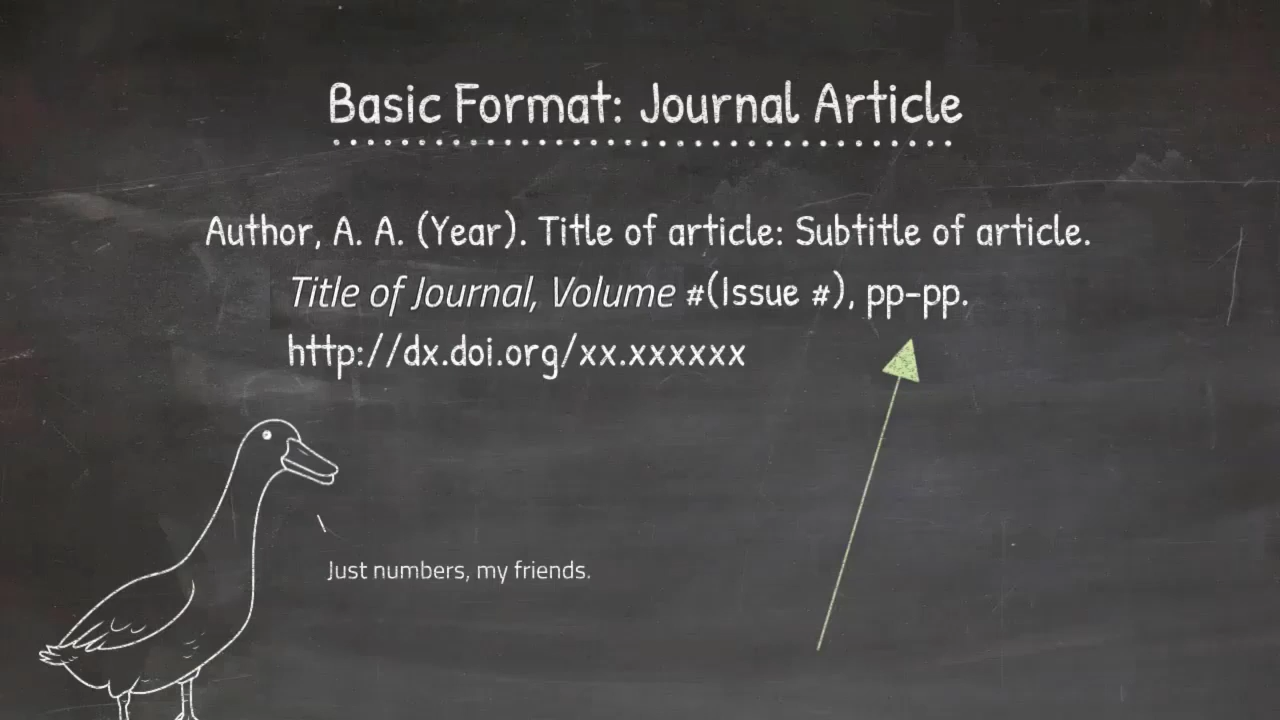 Basic Format: Journal Article
Author, A. A. (Year). Title of article: Subtitle of article.
Title of Journal, Volume #(Issue #), pp-pp.
http://dx.doi.org/xx.xxxxxx
Just numbers, my friends.